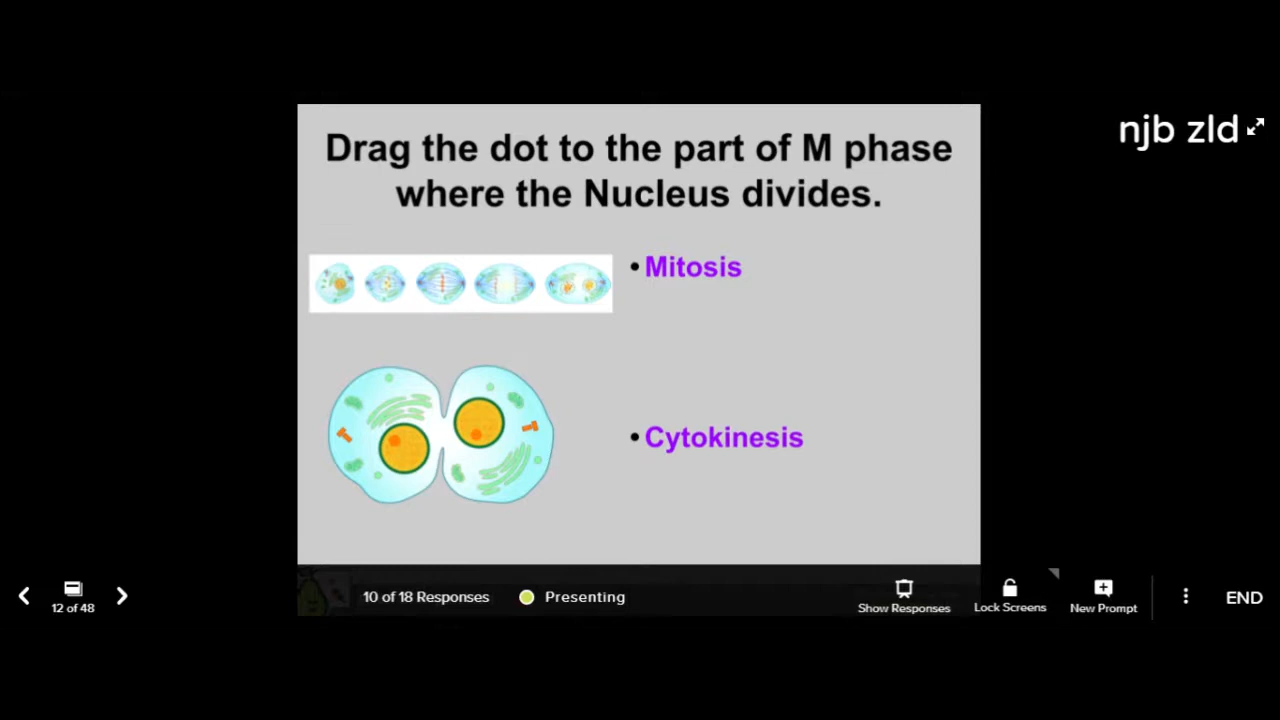 njb zld
Drag the dot to the part of M phase
where the Nucleus divides.
• Mitosis
• Cytokinesis
12 of 48
10 of 18 Responses
Presenting
Show Responses
Lock Screens
New Prompt
END